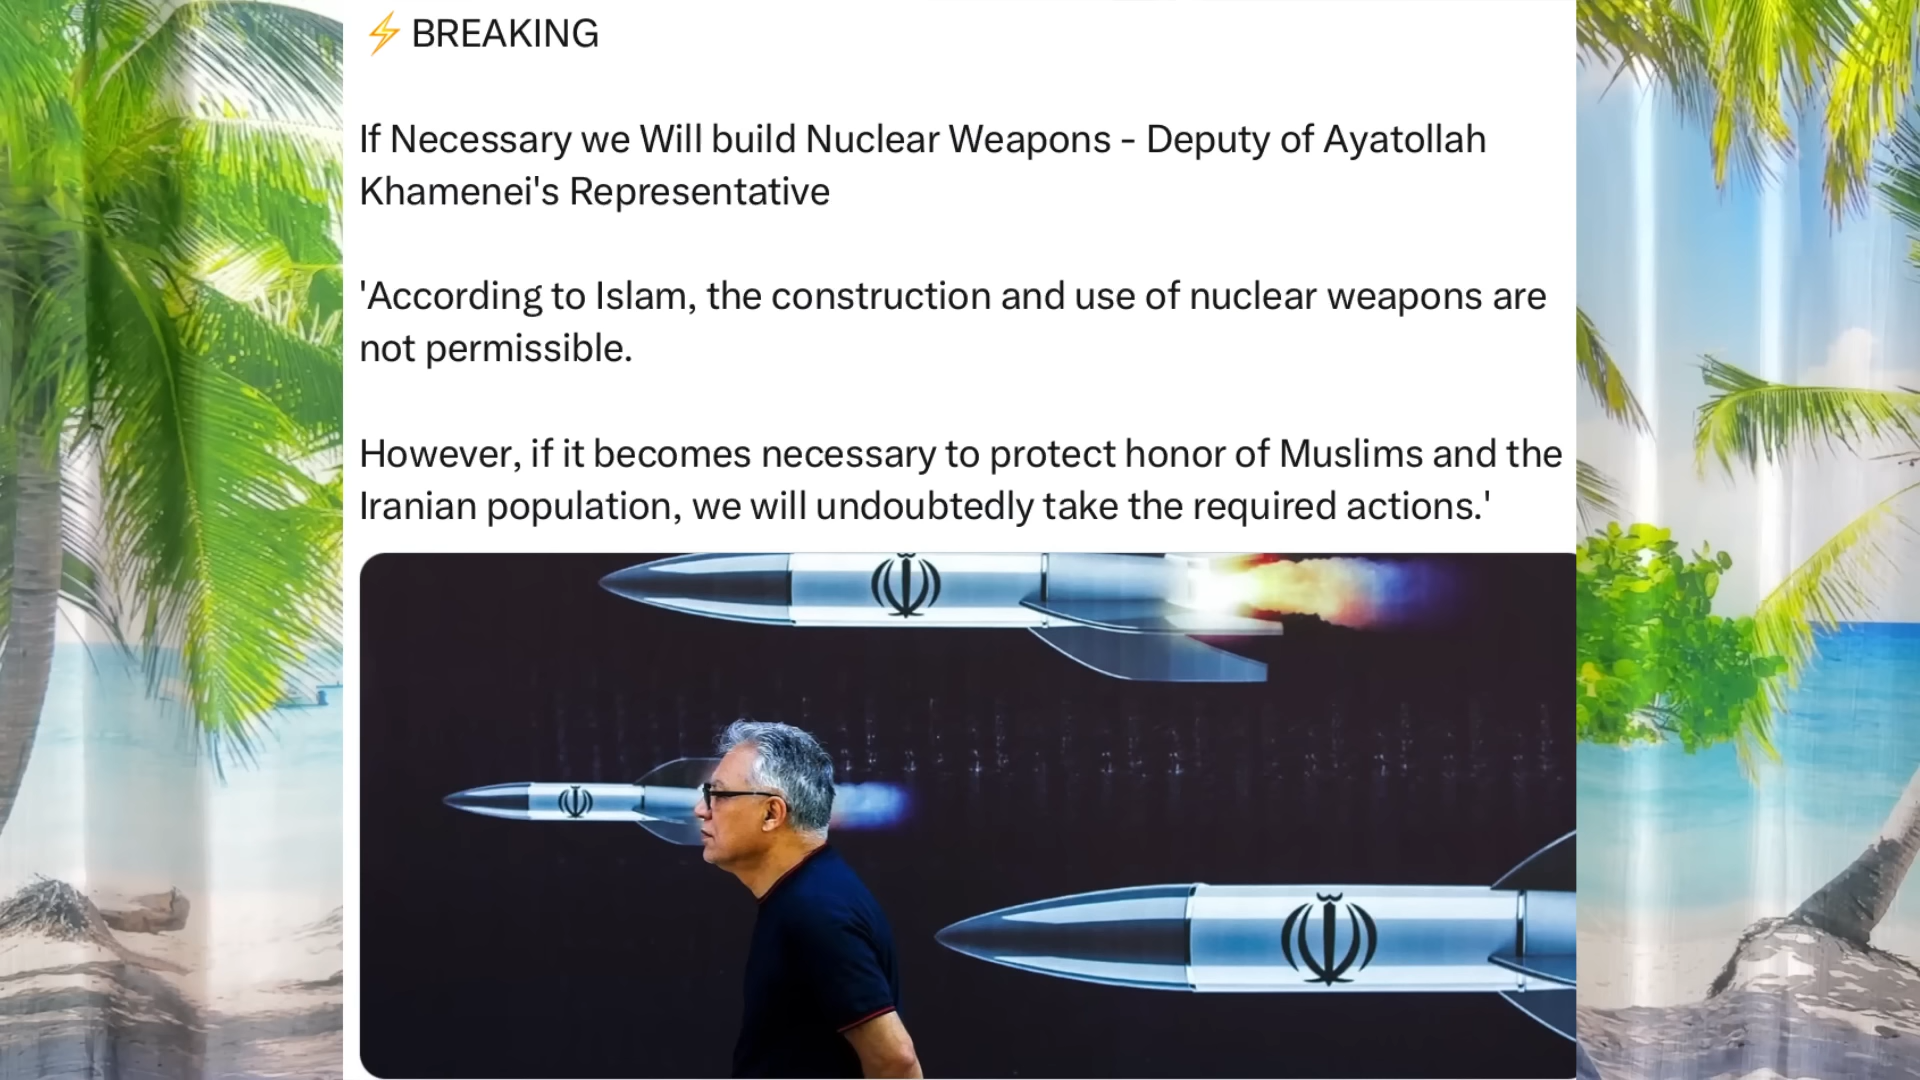 ⚡ BREAKING
If Necessary we Will build Nuclear Weapons - Deputy of Ayatollah
Khamenei's Representative
'According to Islam, the construction and use of nuclear weapons are
not permissible.
However, if it becomes necessary to protect honor of Muslims and the
Iranian population, we will undoubtedly take the required actions.'